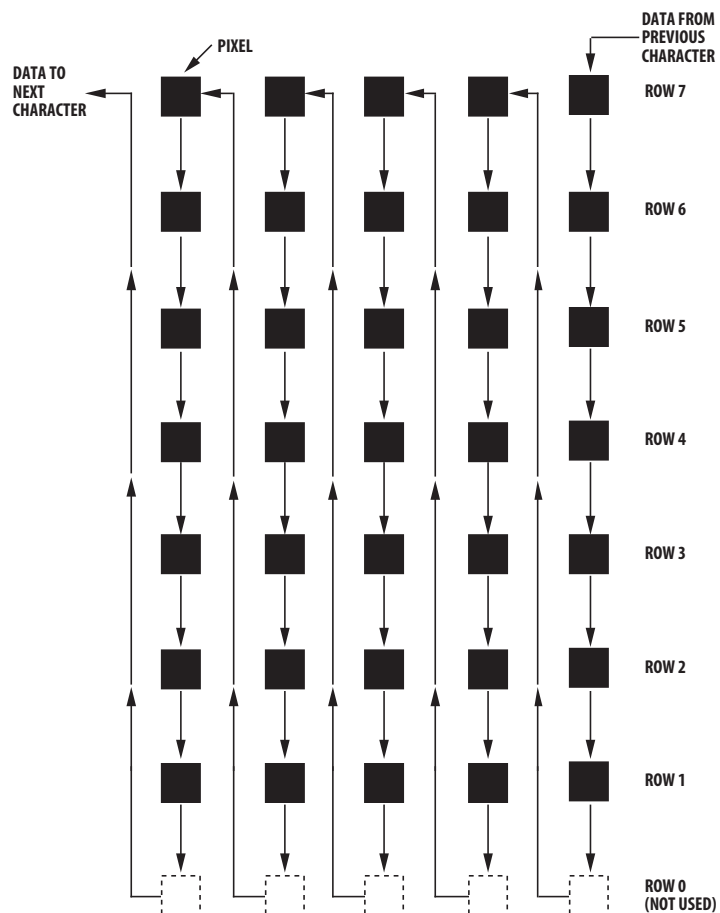 DATA FROM
PREVIOUS
CHARACTER
PIXEL
DATA TO
NEXT
CHARACTER
ROW 7
ROW 6
ROW 5
ROW 4
ROW 3
ROW 2
ROW 1
ROW 0
(NOT USED)